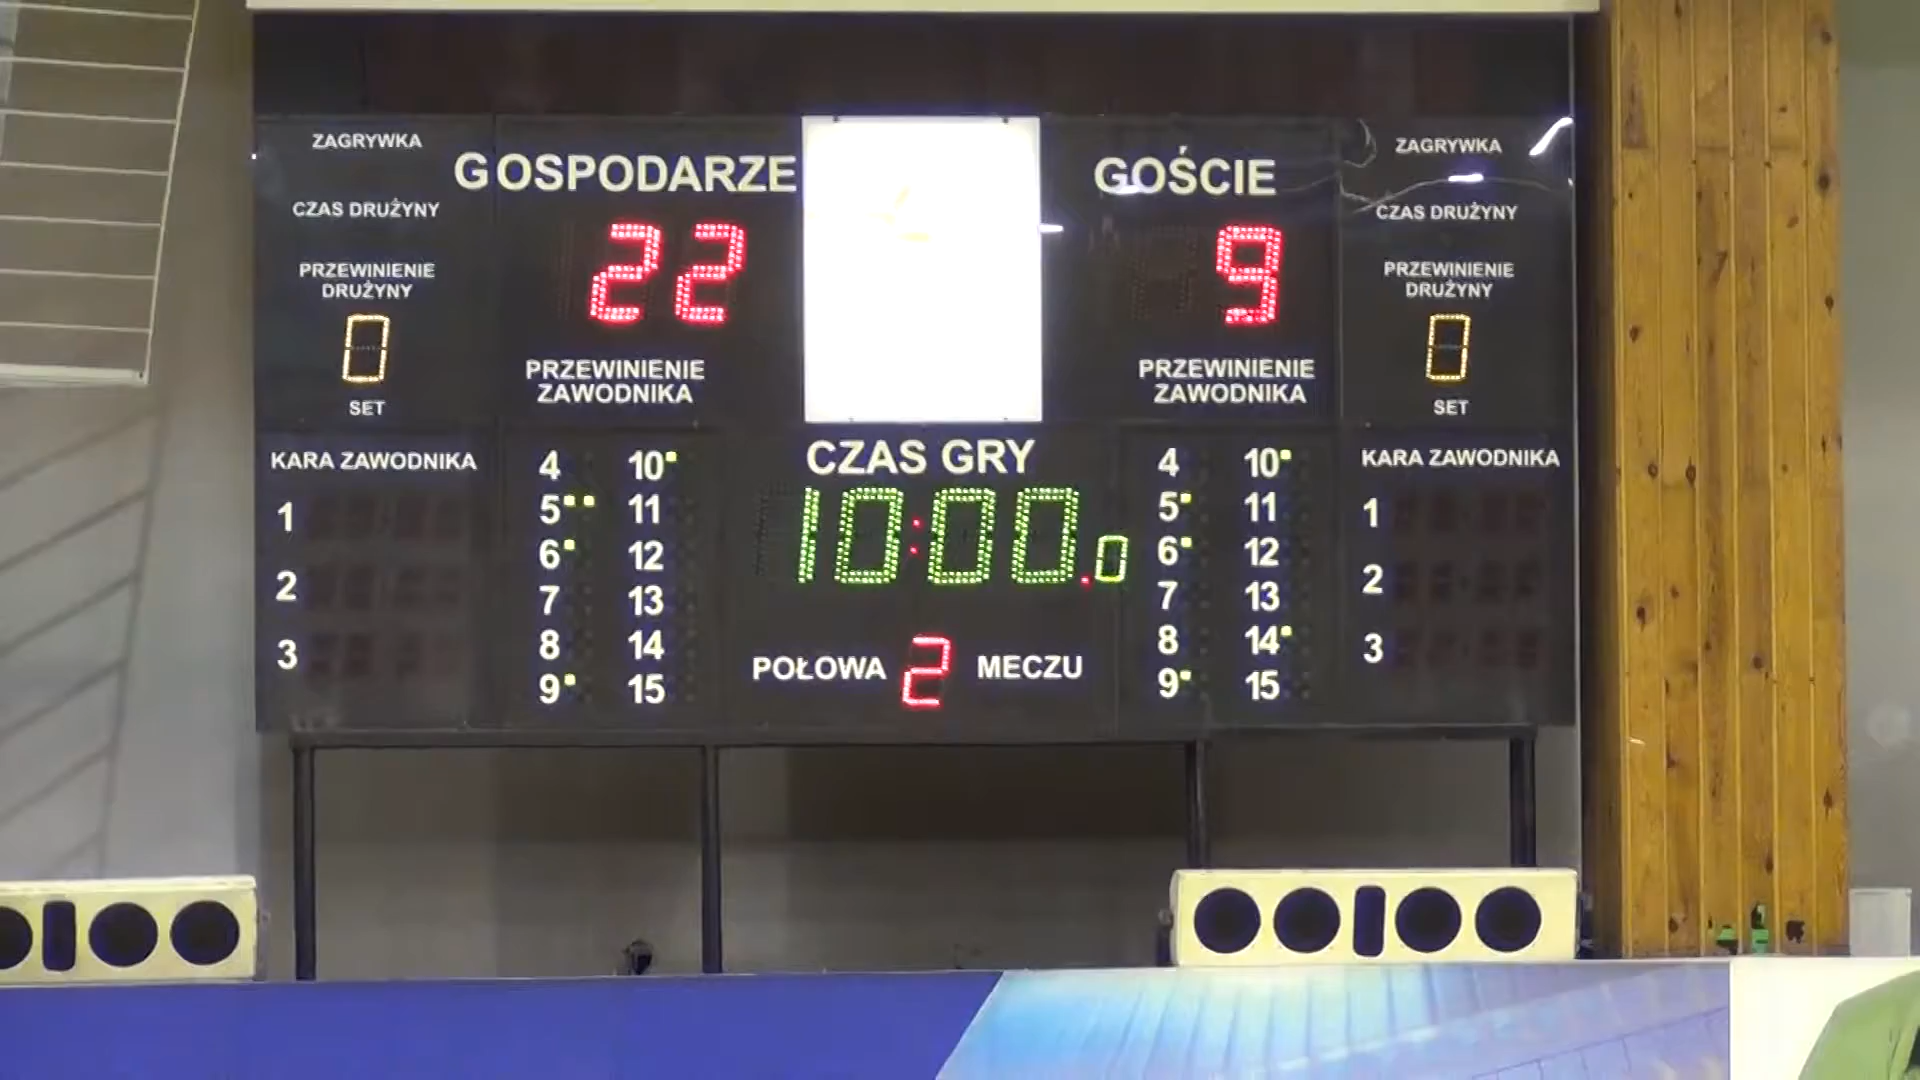 ZAGRYWKA
GOSPODARZE
GOŚCIE
ZAGRYWKA
CZAS DRUŻYNY
CZAS DRUŻYNY
22
9
PRZEWINIENIE
DRUŻYNY
PRZEWINIENIE
DRUŻYNY
0
0
PRZEWINIENIE
ZAWODNIKA
PRZEWINIENIE
ZAWODNIKA
SET
SET
KARA ZAWODNIKA
1
2
3
4 10
5 11
6 12
7 13
8 14
9 15
CZAS GRY
10:00.0
POŁOWA 2 MECZU
4 10
5 11
6 12
7 13
8 14
9 15
KARA ZAWODNIKA
1
2
3